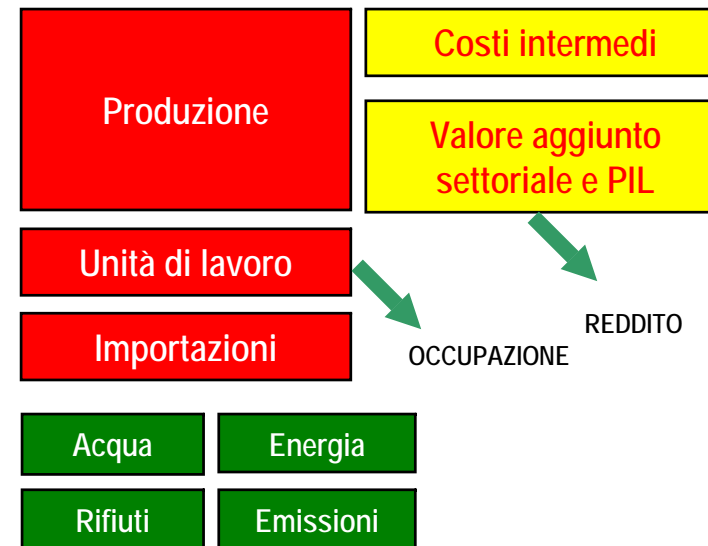 Costi intermedi
Produzione
Valore aggiunto
settoriale e PIL
Unità di lavoro
REDDITO
Importazioni
OCCUPAZIONE
Acqua
Energia
Rifiuti
Emissioni